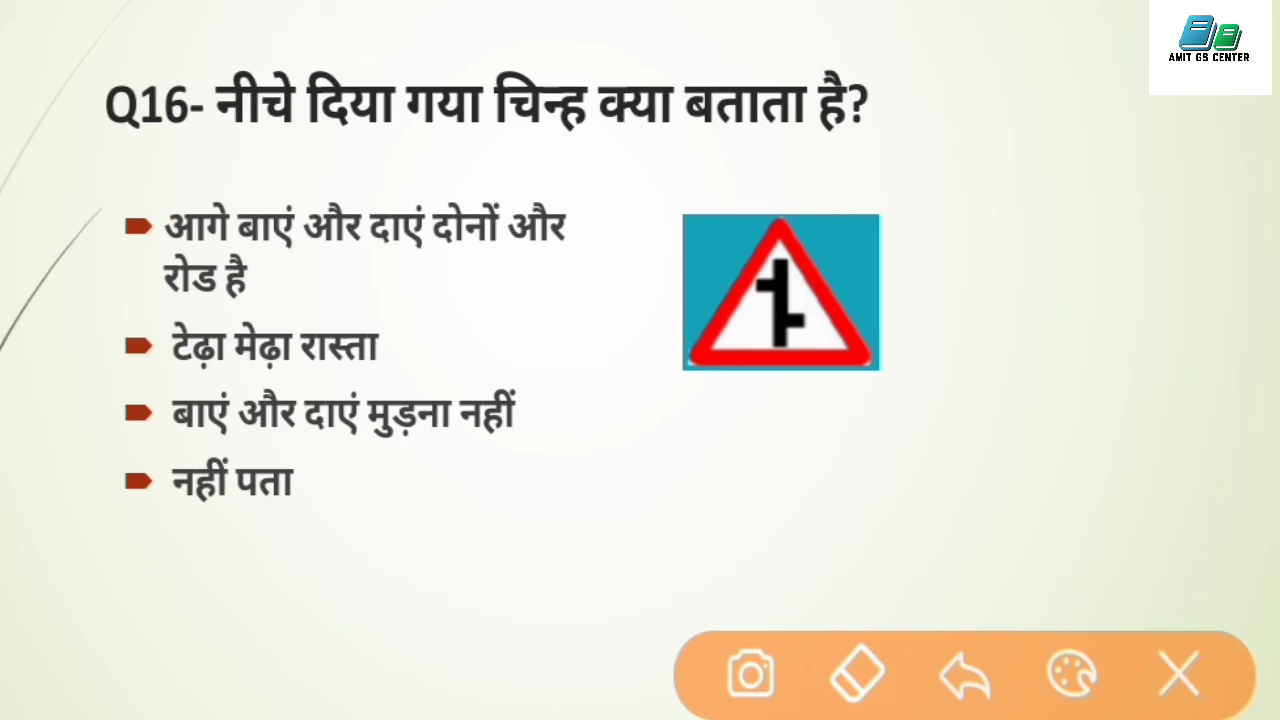 AMIT GS CENTER
Q16- नीचे दिया गया चिन्ह क्या बताता है?
आगे बाएं और दाएं दोनों और
रोड है
टेढ़ा मेढ़ा रास्ता
बाएं और दाएं मुड़ना नहीं
नहीं पता